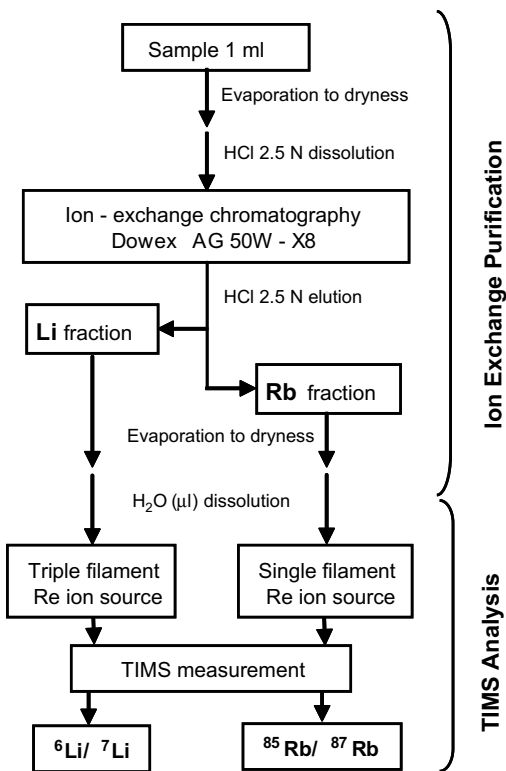 Sample 1 ml
Evaporation to dryness
HCl 2.5 N dissolution
Ion - exchange chromatography
Dowex AG 50W - X8
HCl 2.5 N elution
Li fraction
Rb fraction
Evaporation to dryness
H₂O (µl) dissolution
Triple filament
Re ion source
Single filament
Re ion source
TIMS measurement
⁶Li/ ⁷Li
⁸⁵Rb/ ⁸⁷Rb
Ion Exchange Purification
TIMS Analysis